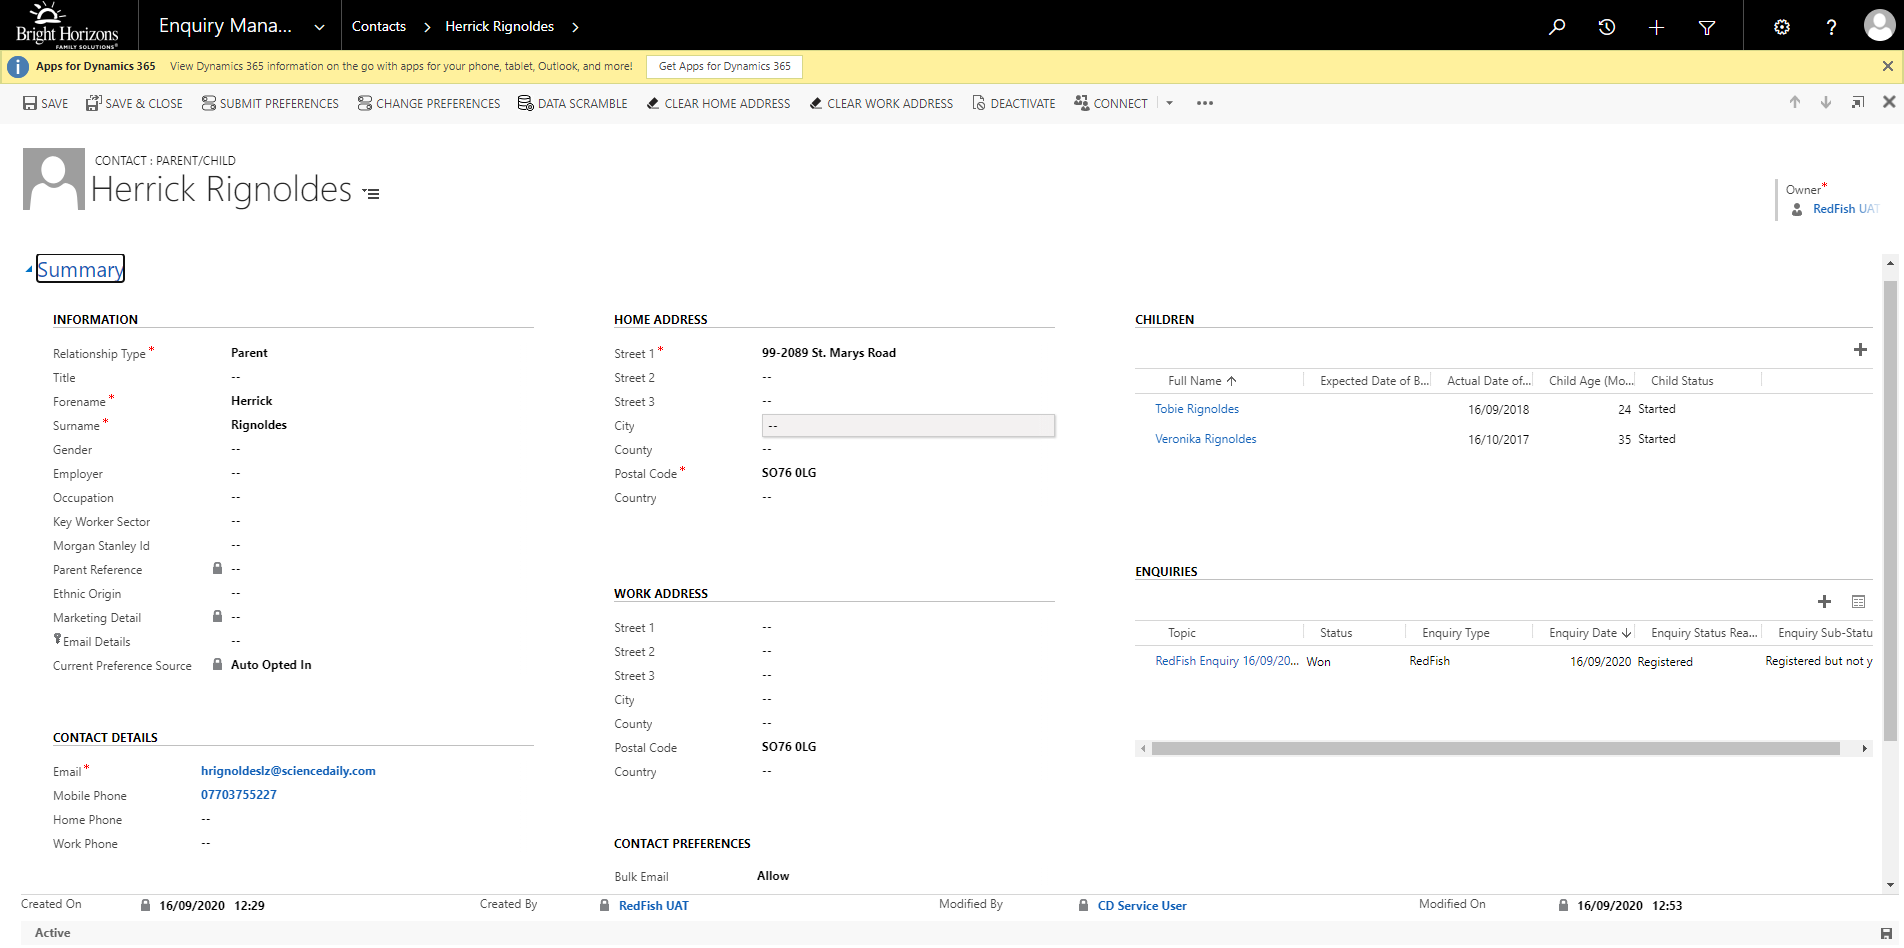 Bright Horizons
FAMILY SOLUTIONS
Enquiry Mana...
Contacts
Herrick Rignoldes
Apps for Dynamics 365 View Dynamics 365 information on the go with apps for your phone, tablet, Outlook, and more! Get Apps for Dynamics 365
SAVE SAVE & CLOSE SUBMIT PREFERENCES CHANGE PREFERENCES DATA SCRAMBLE CLEAR HOME ADDRESS CLEAR WORK ADDRESS DEACTIVATE CONNECT
CONTACT : PARENT/CHILD
Herrick Rignoldes
Owner*
RedFish UAT
Summary
INFORMATION
Relationship Type* Parent
Title --
Forename* Herrick
Surname* Rignoldes
Gender --
Employer --
Occupation --
Key Worker Sector --
Morgan Stanley Id --
Parent Reference --
Ethnic Origin --
Marketing Detail --
Email Details --
Current Preference Source Auto Opted In
CONTACT DETAILS
Email* hrignoldeslz@sciencedaily.com
Mobile Phone 07703755227
Home Phone --
Work Phone --
HOME ADDRESS
Street 1* 99-2089 St. Marys Road
Street 2 --
Street 3 --
City --
County --
Postal Code* SO76 0LG
Country --
WORK ADDRESS
Street 1 --
Street 2 --
Street 3 --
City --
County --
Postal Code SO76 0LG
Country --
CONTACT PREFERENCES
Bulk Email Allow
CHILDREN
Full Name Expected Date of B... Actual Date of... Child Age (Mo... Child Status
Tobie Rignoldes 16/09/2018 24 Started
Veronika Rignoldes 16/10/2017 35 Started
ENQUIRIES
Topic Status Enquiry Type Enquiry Date Enquiry Status Rea... Enquiry Sub-Statu
RedFish Enquiry 16/09/20... Won RedFish 16/09/2020 Registered Registered but not y
Created On 16/09/2020 12:29 Created By RedFish UAT Modified By CD Service User Modified On 16/09/2020 12:53
Active